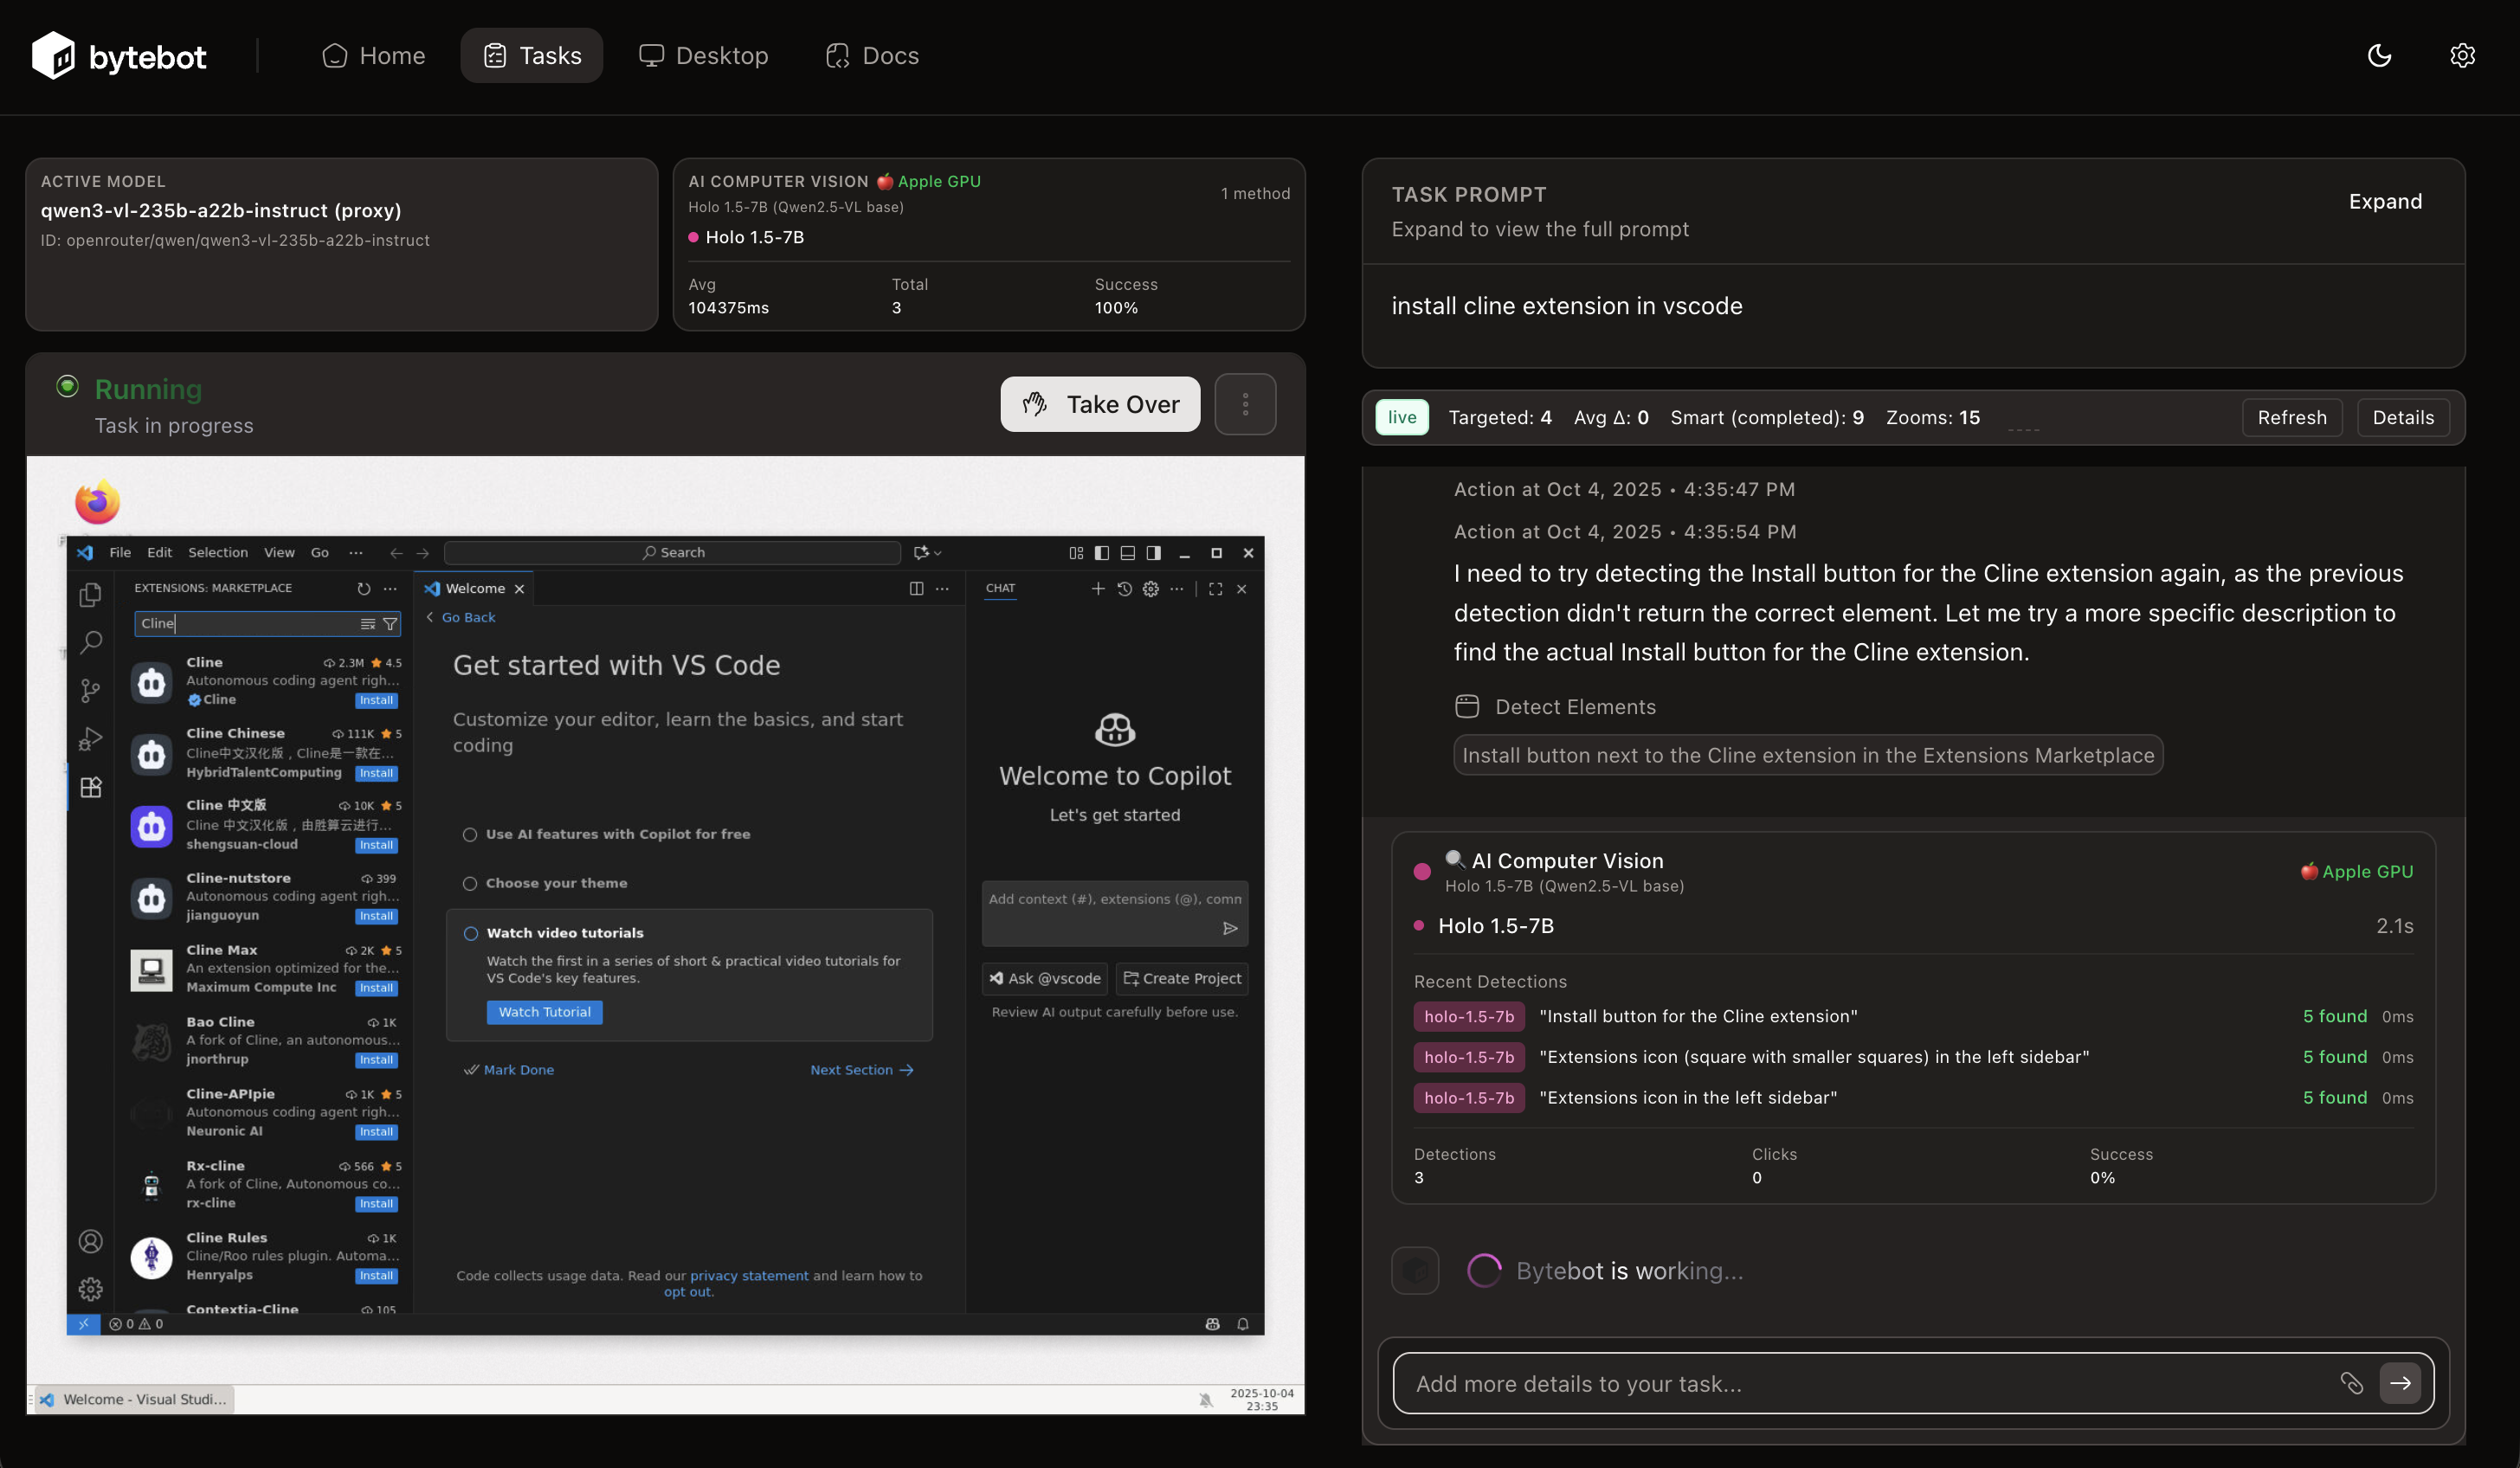 bytebot
Home
Tasks
Desktop
Docs
ACTIVE MODEL
qwen3-vl-235b-a22b-instruct (proxy)
ID: openrouter/qwen/qwen3-vl-235b-a22b-instruct
AI COMPUTER VISION 🍎 Apple GPU
1 method
Holo 1.5-7B (Qwen2.5-VL base)
Holo 1.5-7B
Avg Total Success
104375ms 3 100%
Running
Task in progress
Take Over
File Edit Selection View Go ···
Search
EXTENSIONS: MARKETPLACE
Cline
Cline 2.3M ★ 4.5
Autonomous coding agent righ...
Cline Install
Cline Chinese 111K ★ 5
Cline中文汉化版，Cline是一款在...
HybridTalentComputing Install
Cline 中文版 10K ★ 5
Cline 中文汉化版，由胜算云进行...
shengsuan-cloud Install
Cline-nutstore 399
Autonomous coding agent righ...
jianguoyun Install
Cline Max 2K ★ 5
An extension optimized for the...
Maximum Compute Inc Install
Bao Cline 1K
A fork of Cline, an autonomous...
jnorthrup Install
Cline-APIpie 1K ★ 5
Autonomous coding agent righ...
Neuronic AI Install
Rx-cline 566 ★ 5
A fork of Cline, Autonomous co...
rx-cline Install
Cline Rules 1K
Cline/Roo rules plugin. Automa...
Henryalps Install
Contextia-Cline 105
0 0
Welcome
Go Back
Get started with VS Code
Customize your editor, learn the basics, and start
coding
Use AI features with Copilot for free
Choose your theme
Watch video tutorials
Watch the first in a series of short & practical video tutorials for
VS Code's key features.
Watch Tutorial
Mark Done
Next Section
Code collects usage data. Read our privacy statement and learn how to
opt out.
CHAT
Welcome to Copilot
Let's get started
Add context (#), extensions (@), comm
Ask @vscode
Create Project
Review AI output carefully before use.
Welcome - Visual Studi...
2025-10-04
23:35
TASK PROMPT
Expand
Expand to view the full prompt
install cline extension in vscode
live Targeted: 4 Avg Δ: 0 Smart (completed): 9 Zooms: 15
Refresh
Details
Action at Oct 4, 2025 • 4:35:47 PM
Action at Oct 4, 2025 • 4:35:54 PM
I need to try detecting the Install button for the Cline extension again, as the previous
detection didn't return the correct element. Let me try a more specific description to
find the actual Install button for the Cline extension.
Detect Elements
Install button next to the Cline extension in the Extensions Marketplace
🔍 AI Computer Vision
Holo 1.5-7B (Qwen2.5-VL base)
🍎 Apple GPU
Holo 1.5-7B 2.1s
Recent Detections
holo-1.5-7b "Install button for the Cline extension" 5 found 0ms
holo-1.5-7b "Extensions icon (square with smaller squares) in the left sidebar" 5 found 0ms
holo-1.5-7b "Extensions icon in the left sidebar" 5 found 0ms
Detections Clicks Success
3 0 0%
Bytebot is working...
Add more details to your task...